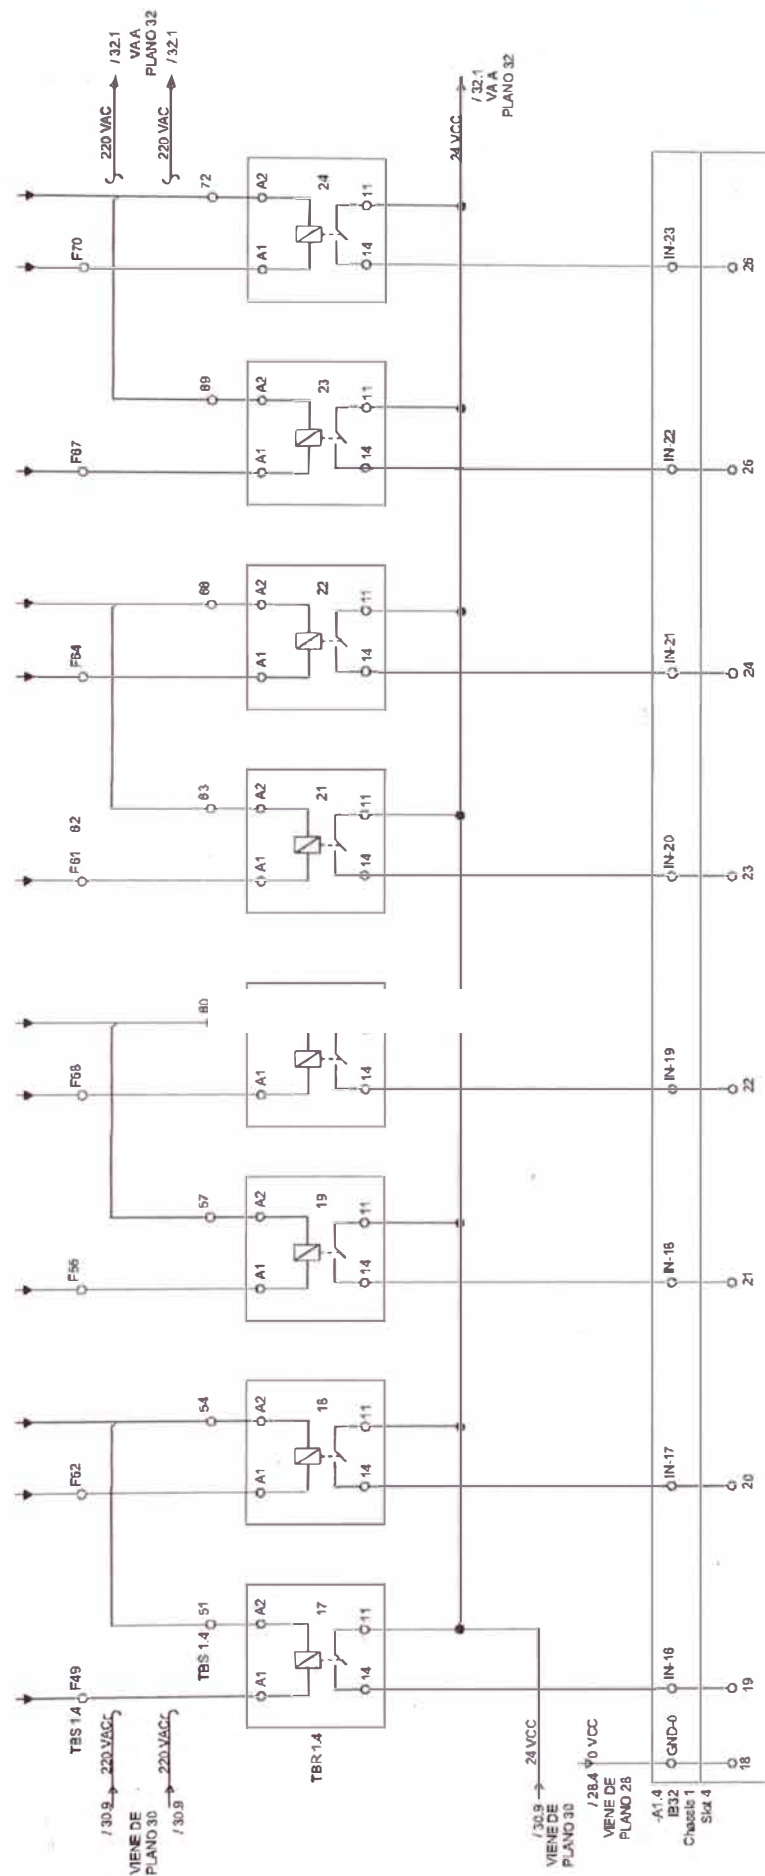 / 32.1
VA A
PLANO 32
/ 32.1
220 VAC
220 VAC
/ 32.1
VA A
PLANO 32
24 VCC
F70
72
A2
A1
24
11
14
IN-23
26
F67
69
A2
A1
23
11
14
IN-22
26
F64
66
A2
A1
22
11
14
IN-21
24
F61
62
63
A2
A1
21
11
14
IN-20
23
F58
60
A1
14
IN-19
22
F56
57
A2
A1
19
11
14
IN-18
21
F52
54
A2
A1
18
11
14
IN-17
20
TBS 1.4
F49
TBS 1.4
51
A2
A1
17
11
14
TBR 1.4
IN-16
19
220 VAC
220 VAC
/ 30.9
VIENE DE
PLANO 30
/ 30.9
24 VCC
/ 30.9
VIENE DE
PLANO 30
/ 28.4
0 VCC
VIENE DE
PLANO 28
GND-0
18
-A1.4
IB32
Chassis 1
Slot 4